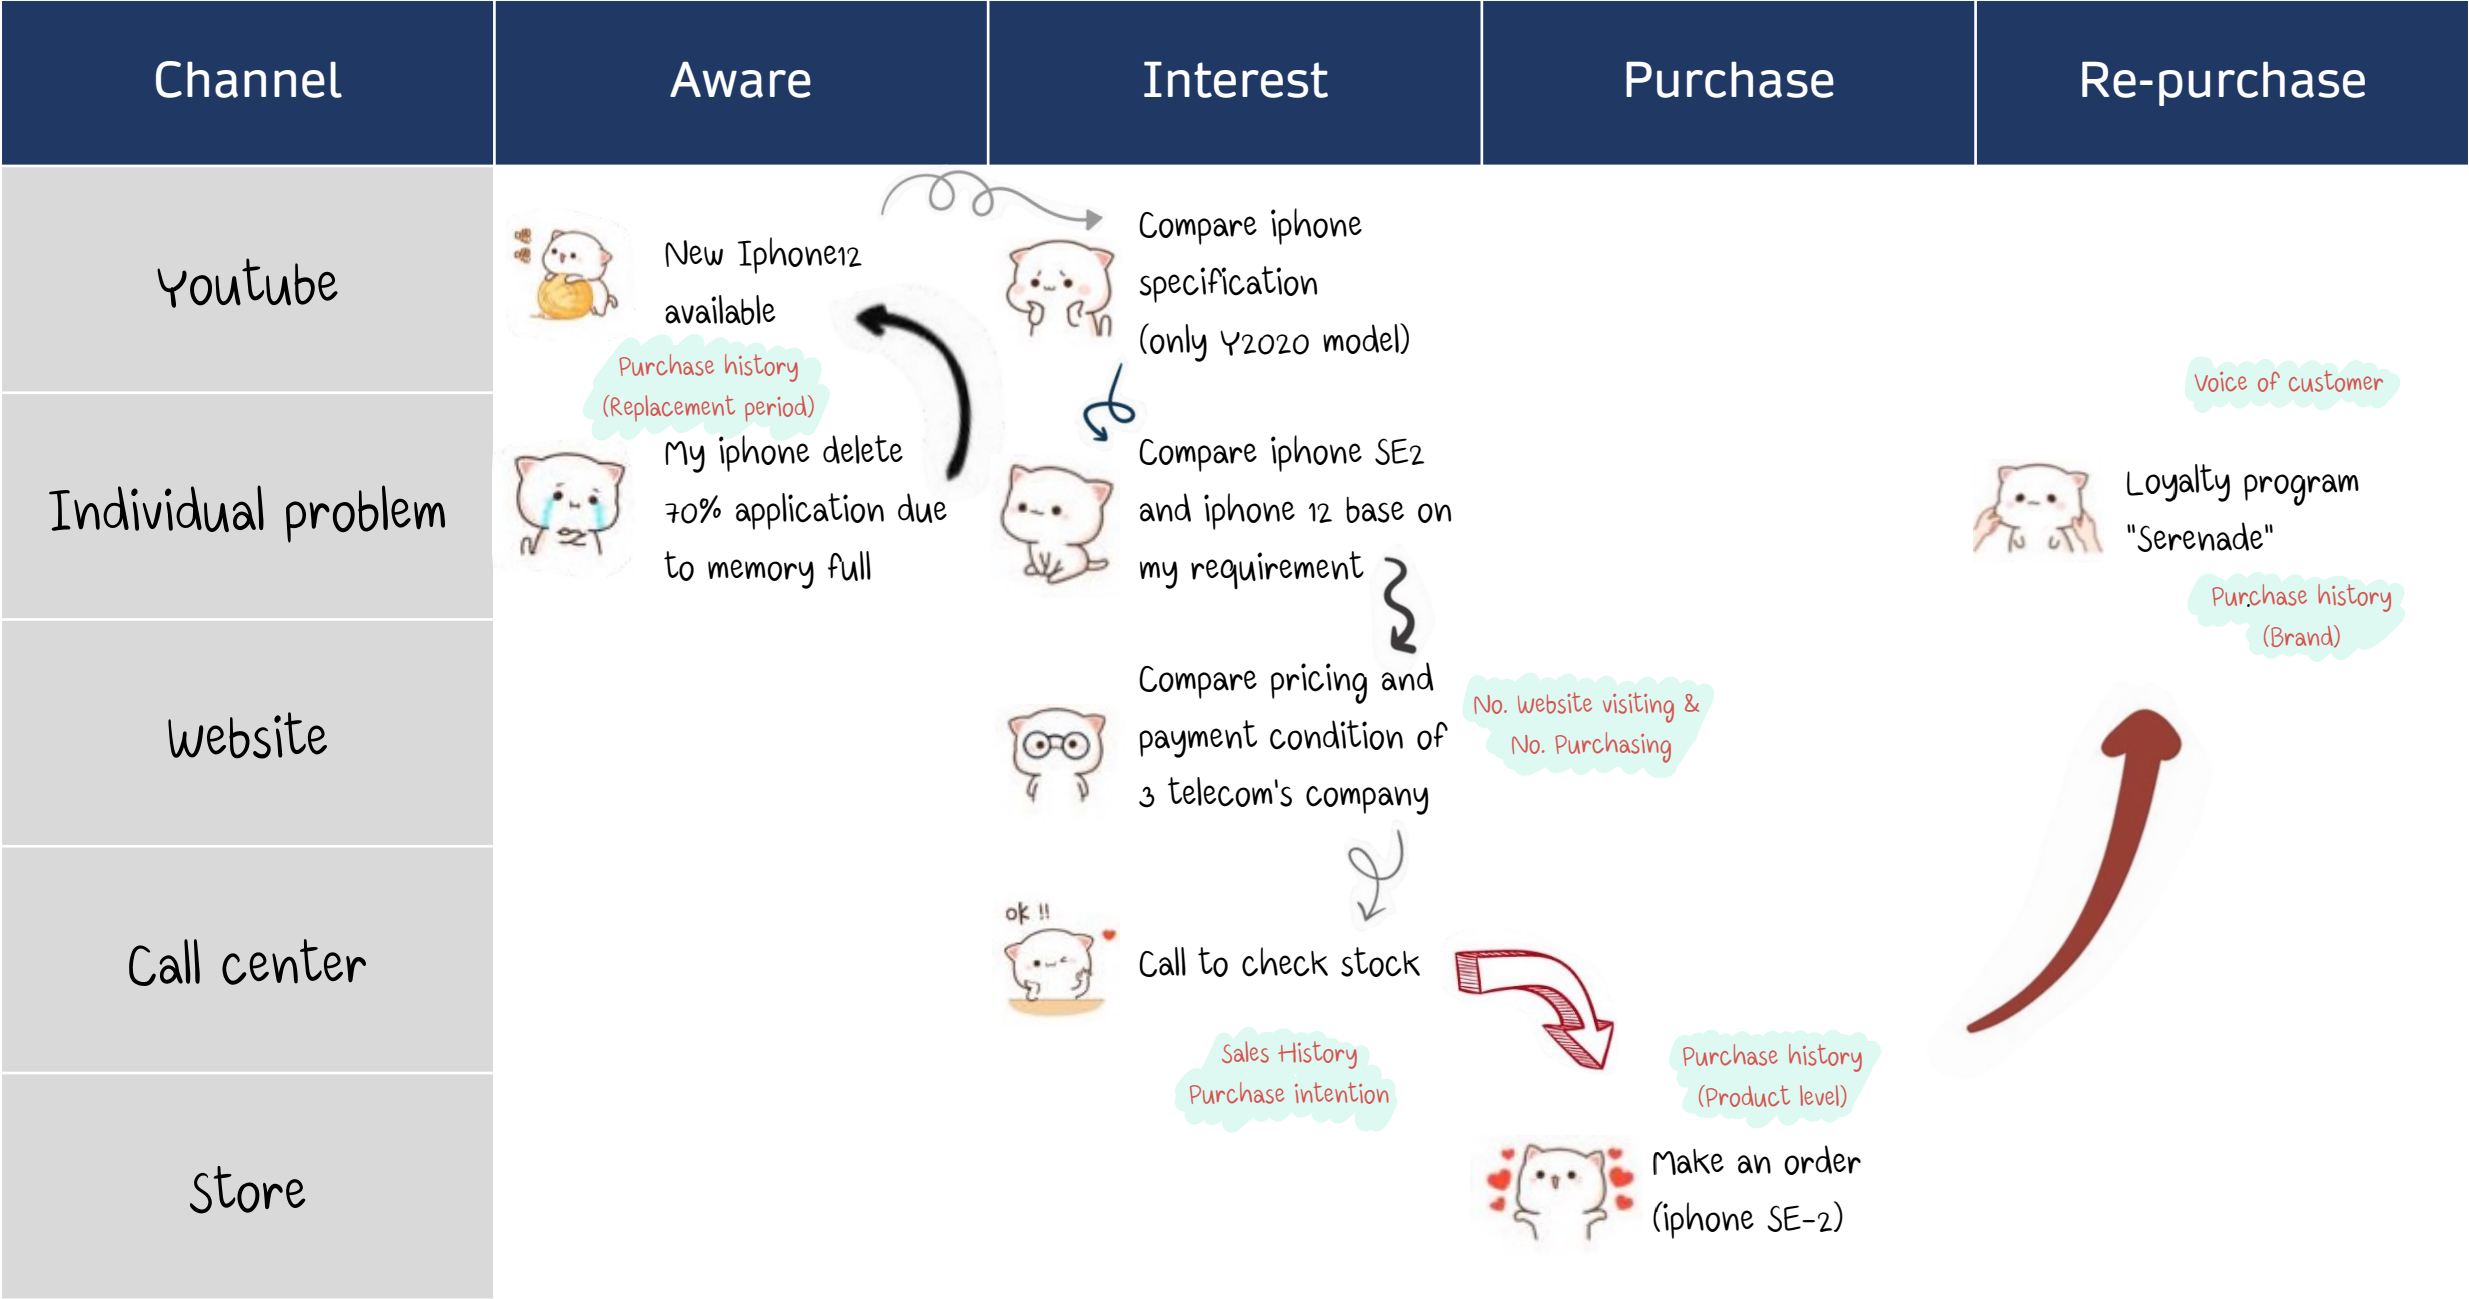 Channel
Aware
Interest
Purchase
Re-purchase
Youtube
New Iphone12
available
Compare iphone
specification
(only Y2020 model)
Purchase history
(Replacement period)
Voice of customer
Individual problem
My iphone delete
70% application due
to memory full
Compare iphone SE2
and iphone 12 base on
my requirement
Loyalty program
"Serenade"
Purchase history
(Brand)
Website
Compare pricing and
payment condition of
3 telecom's company
No. Website visiting &
No. Purchasing
Call center
ok !!
Call to check stock
Sales History
Purchase intention
Purchase history
(Product level)
Store
Make an order
(iphone SE-2)